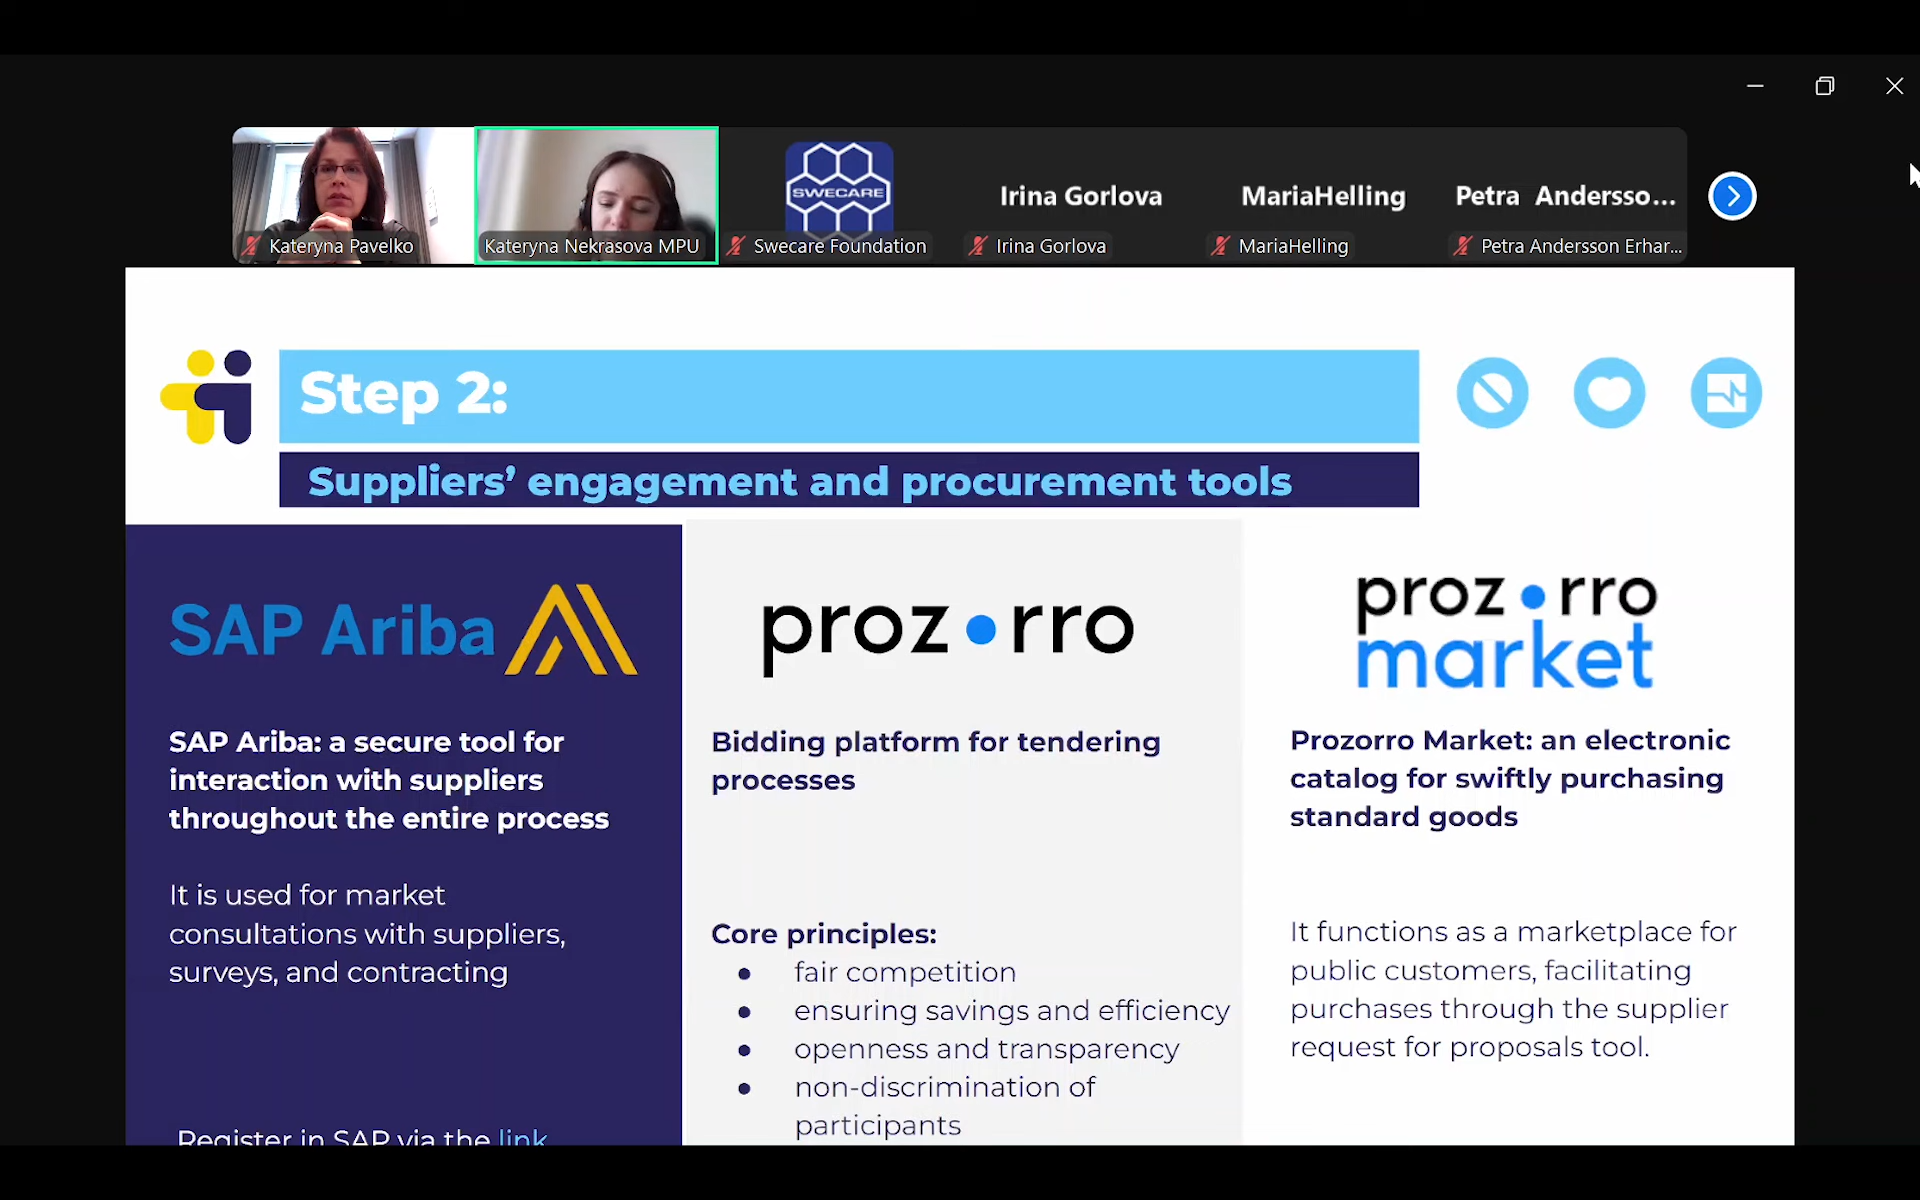 SWECARE
Irina Gorlova
MariaHelling
Petra Andersso...
Kateryna Pavelko
Kateryna Nekrasova MPU
Swecare Foundation
Irina Gorlova
MariaHelling
Petra Andersson Erhar...
Step 2:
Suppliers’ engagement and procurement tools
SAP Ariba
SAP Ariba: a secure tool for
interaction with suppliers
throughout the entire process
It is used for market
consultations with suppliers,
surveys, and contracting
Register in SAP via the link
prozorro
Bidding platform for tendering
processes
Core principles:
● fair competition
● ensuring savings and efficiency
● openness and transparency
● non-discrimination of
participants
prozorro
market
Prozorro Market: an electronic
catalog for swiftly purchasing
standard goods
It functions as a marketplace for
public customers, facilitating
purchases through the supplier
request for proposals tool.